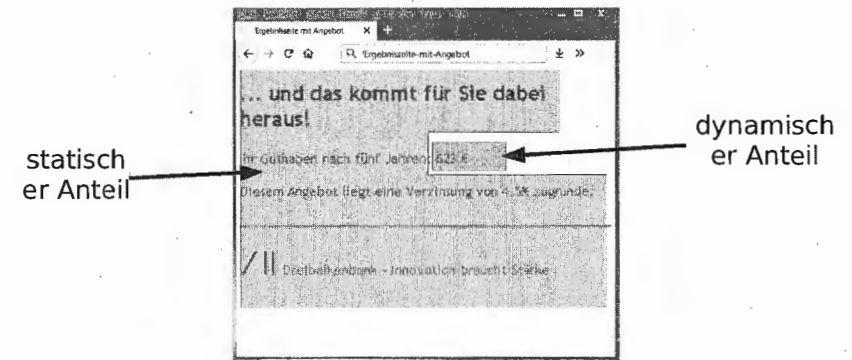 Ergebnisseite mit Angebot
Ergebnisseite-mit-Angebot
... und das kommt für Sie dabei
heraus!
Ihr Guthaben nach fünf Jahren: 623 €
Diesem Angebot liegt eine Verzinsung von 4.5% zugrunde.
Dreibalkenbank - Innovation braucht Stärke
statisch
er Anteil
dynamisch
er Anteil